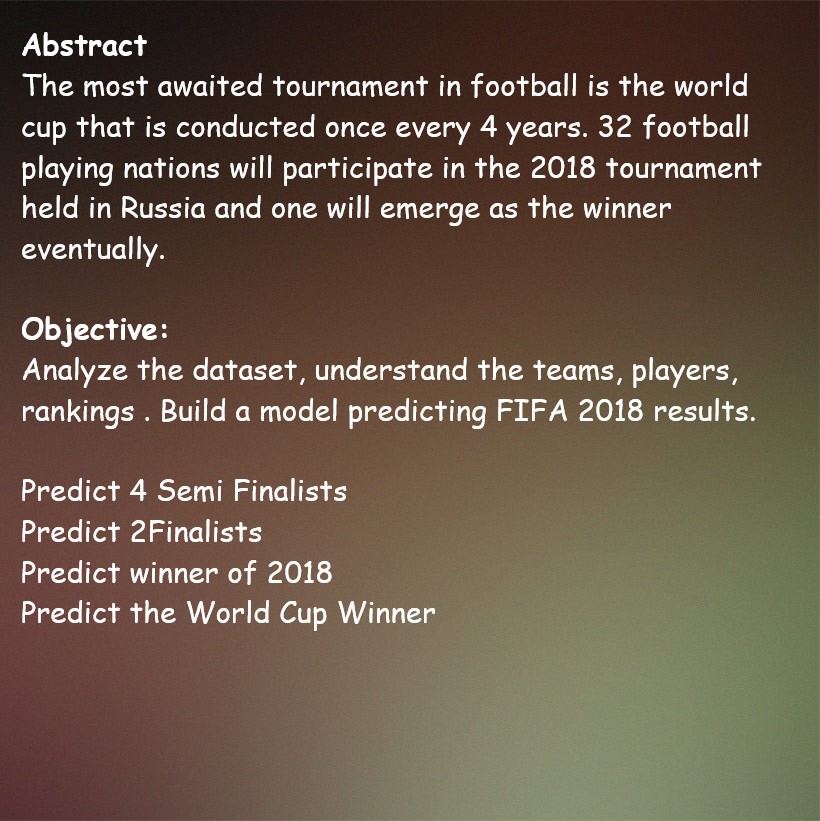 Abstract
The most awaited tournament in football is the world
cup that is conducted once every 4 years. 32 football
playing nations will participate in the 2018 tournament
held in Russia and one will emerge as the winner
eventually.
Objective:
Analyze the dataset, understand the teams, players,
rankings . Build a model predicting FIFA 2018 results.
Predict 4 Semi Finalists
Predict 2Finalists
Predict winner of 2018
Predict the World Cup Winner